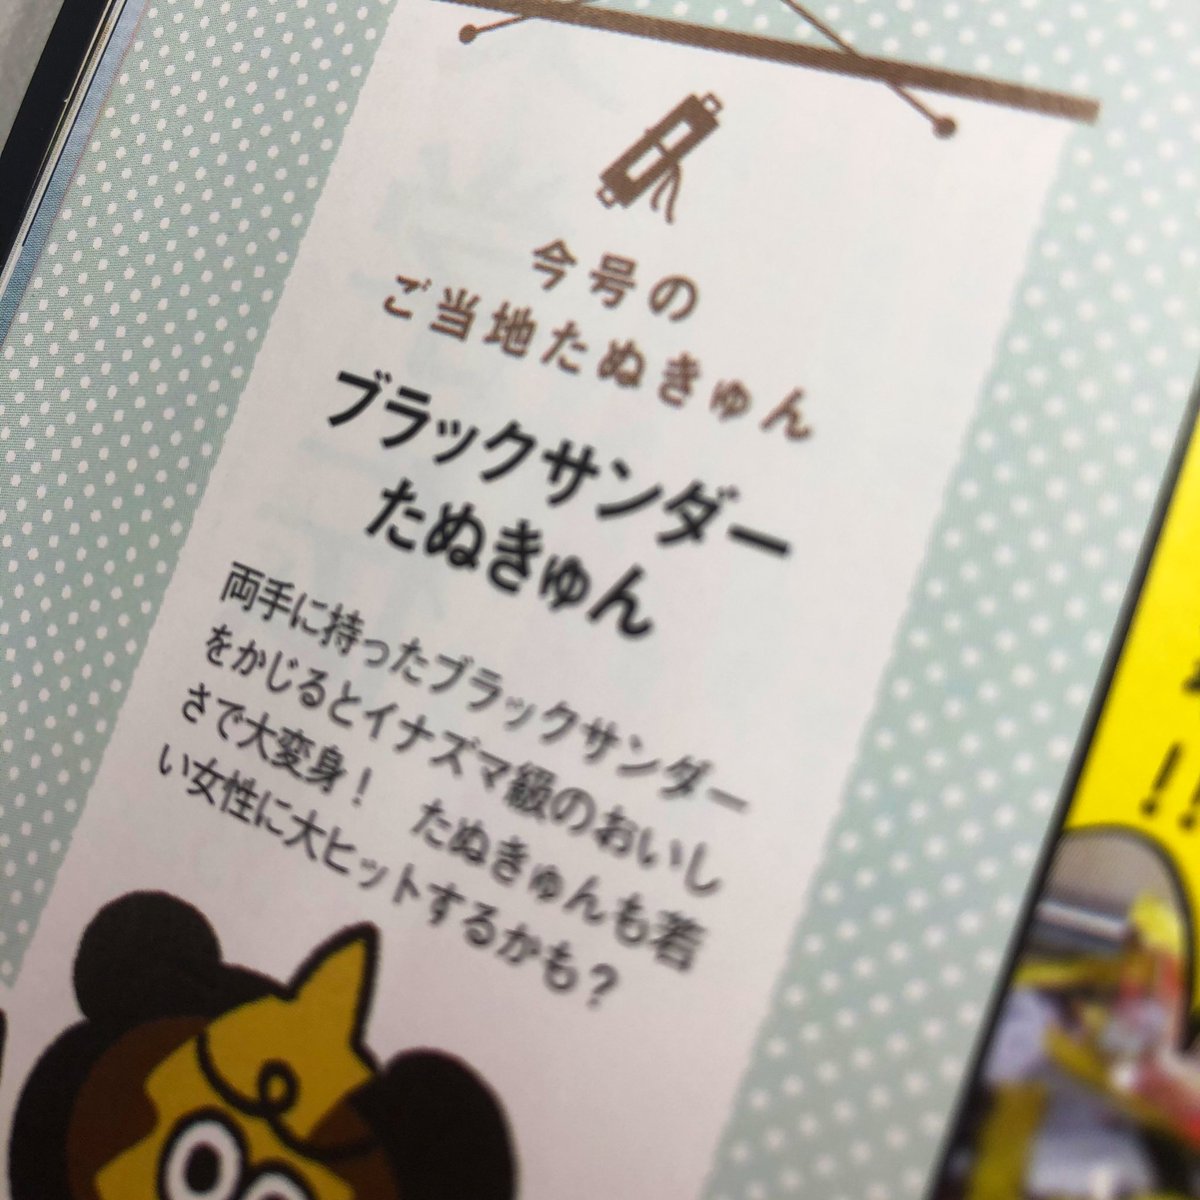 今号の
ご当地たぬきゅん
ブラックサンダー
たぬきゅん
両手に持ったブラックサンダー
をかじるとイナズマ級のおいし
さで大変身！　たぬきゅんも若
い女性に大ヒットするかも？
!!